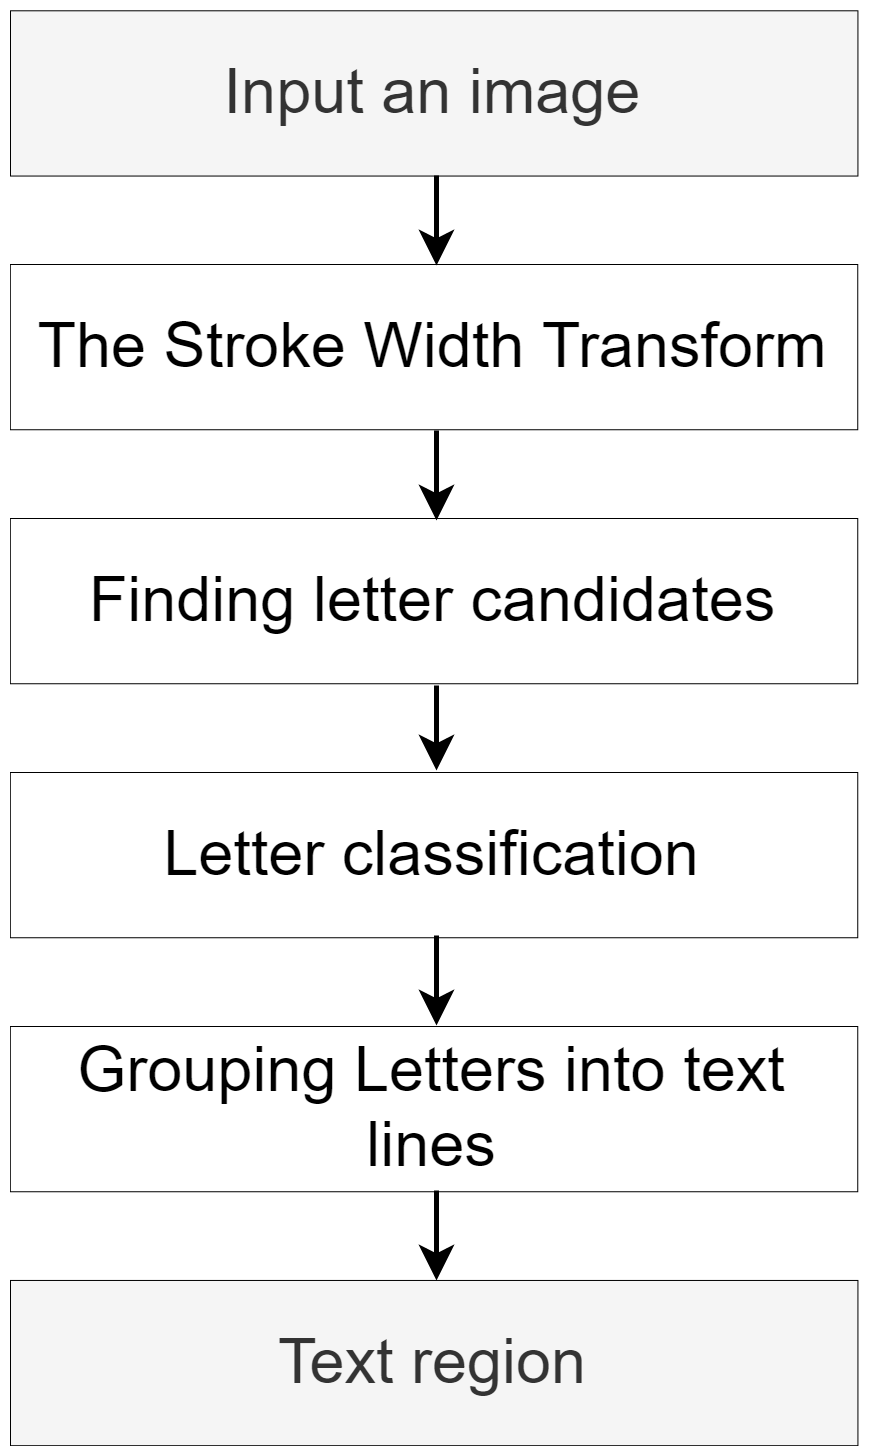 Input an image
The Stroke Width Transform
Finding letter candidates
Letter classification
Grouping Letters into text
lines
Text region